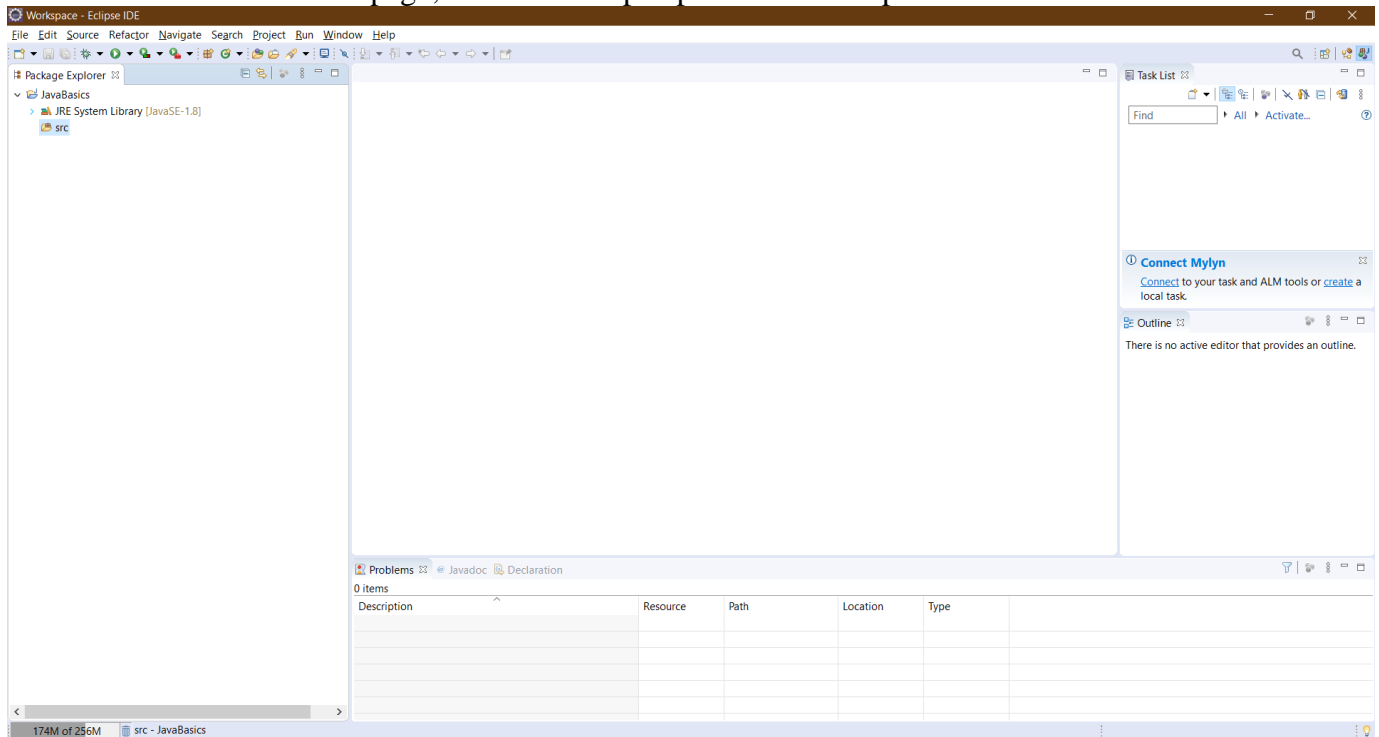 Workspace - Eclipse IDE
File Edit Source Refactor Navigate Search Project Run Window Help
Package Explorer
JavaBasics
JRE System Library [JavaSE-1.8]
src
Task List
Find All Activate...
Connect Mylyn
Connect to your task and ALM tools or create a
local task.
Outline
There is no active editor that provides an outline.
Problems Javadoc Declaration
0 items
Description Resource Path Location Type
174M of 256M src - JavaBasics